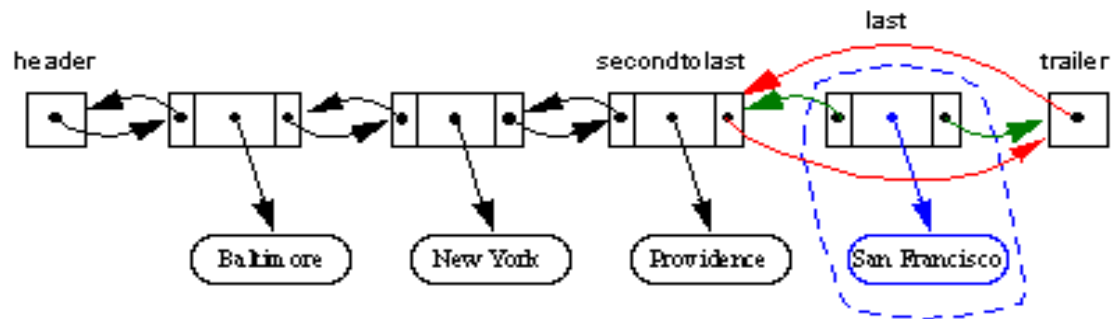 last
header
secondtolast
trailer
Baltimore
New York
Providence
San Francisco